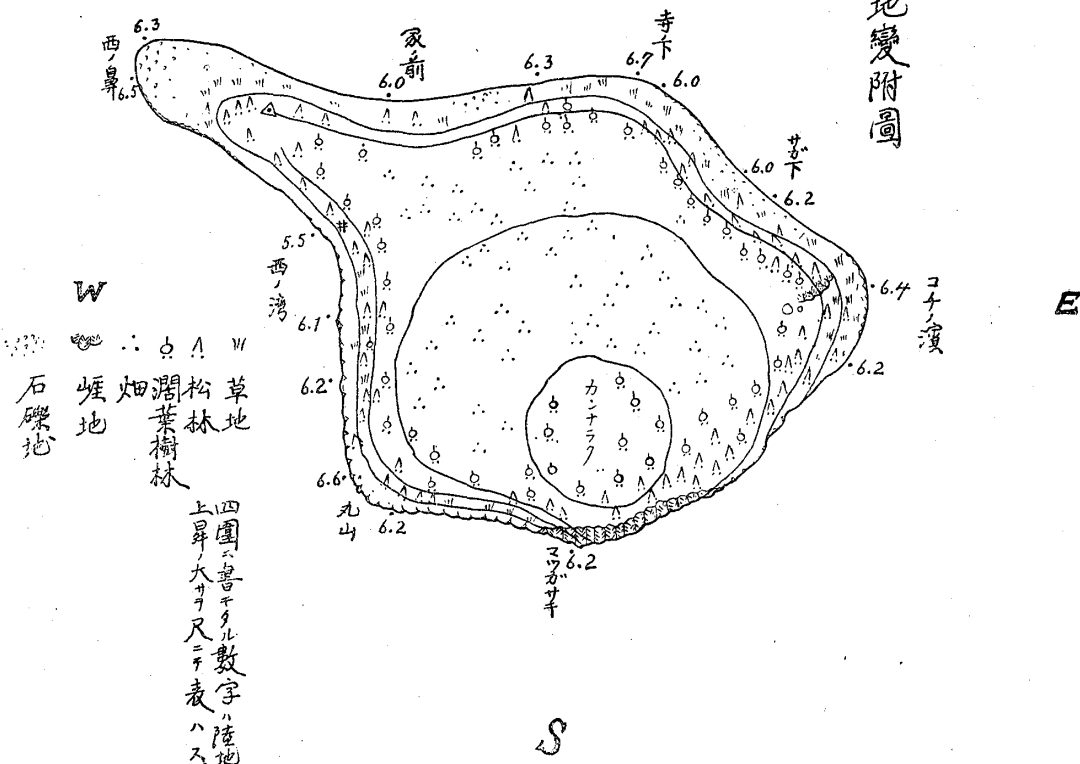 地變附圖
寺ノ下
6.3
西ノ鼻
6.5
家ノ前
6.0
6.3
6.7
6.0
サガ下
6.0
6.2
コチノ濱
6.4
6.2
5.5
西ノ湾
6.1
6.2
6.6
丸山
6.2
マツガサキ
6.2
カンナラク
W
E
S
草地
松林
濶葉樹林
畑
崕地
石礫地
四圍ニ書キタル數字ハ陸地
上昇ノ大サヲ尺ニテ表ハス